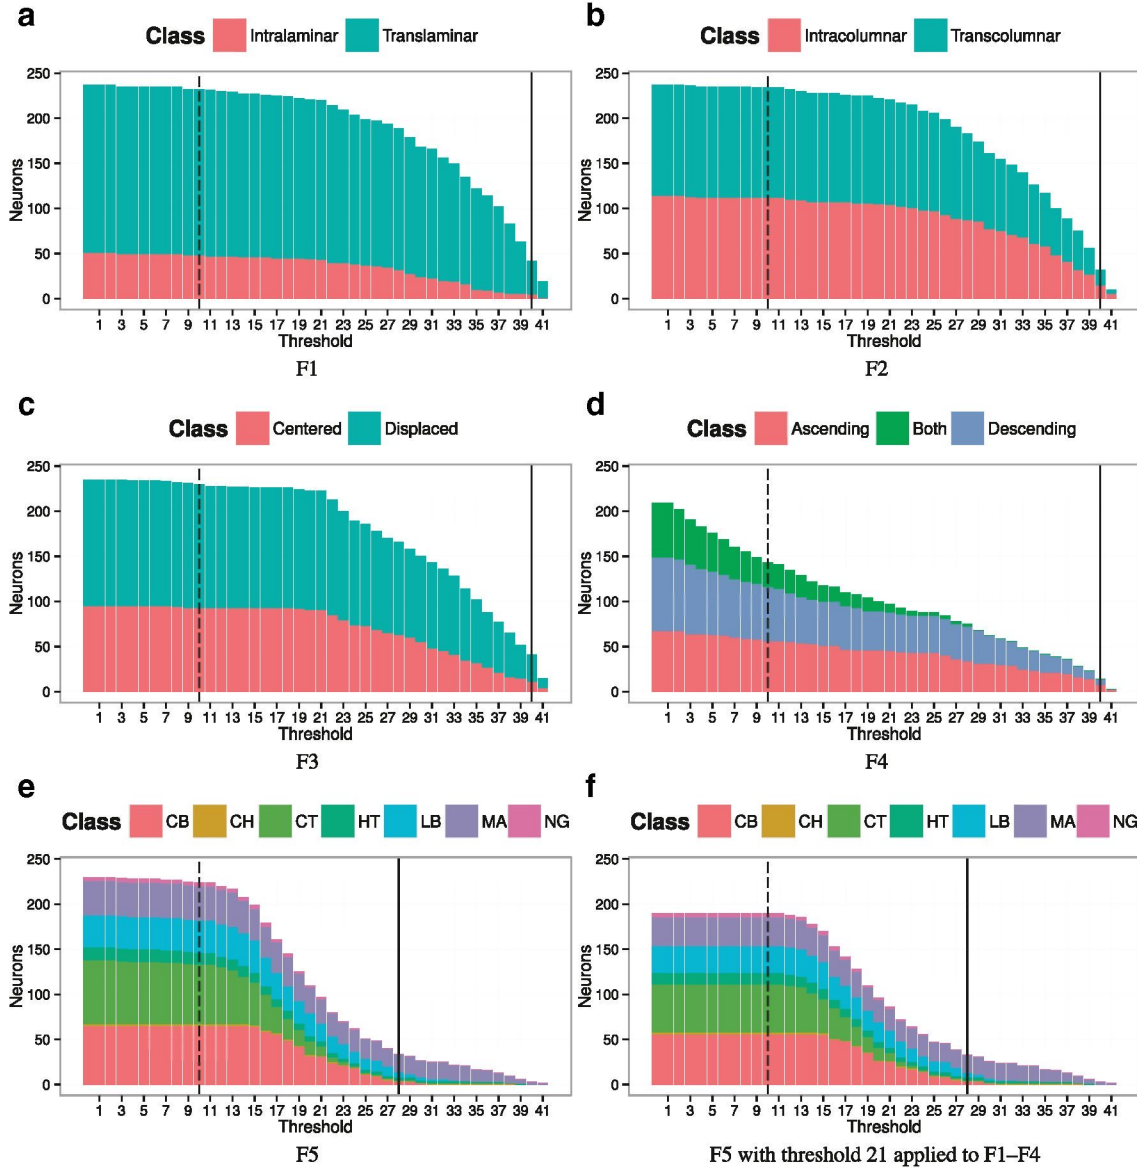 a
Class Intralaminar Translaminar
250
200
150
100
50
0
Neurons
1 3 5 7 9 11 13 15 17 19 21 23 25 27 29 31 33 35 37 39 41
Threshold
F1
b
Class Intracolumnar Transcolumnar
250
200
150
100
50
0
Neurons
1 3 5 7 9 11 13 15 17 19 21 23 25 27 29 31 33 35 37 39 41
Threshold
F2
c
Class Centered Displaced
250
200
150
100
50
0
Neurons
1 3 5 7 9 11 13 15 17 19 21 23 25 27 29 31 33 35 37 39 41
Threshold
F3
d
Class Ascending Both Descending
250
200
150
100
50
0
Neurons
1 3 5 7 9 11 13 15 17 19 21 23 25 27 29 31 33 35 37 39 41
Threshold
F4
e
Class CB CH CT HT LB MA NG
250
200
150
100
50
0
Neurons
1 3 5 7 9 11 13 15 17 19 21 23 25 27 29 31 33 35 37 39 41
Threshold
F5
f
Class CB CH CT HT LB MA NG
250
200
150
100
50
0
Neurons
1 3 5 7 9 11 13 15 17 19 21 23 25 27 29 31 33 35 37 39 41
Threshold
F5 with threshold 21 applied to F1–F4